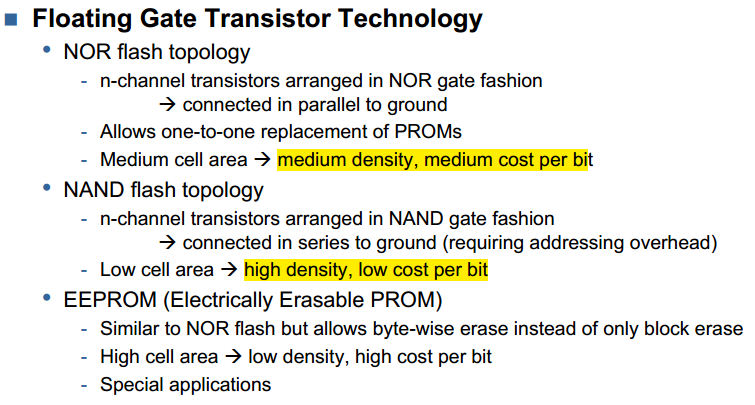 ■ Floating Gate Transistor Technology
• NOR flash topology
- n-channel transistors arranged in NOR gate fashion
→ connected in parallel to ground
- Allows one-to-one replacement of PROMs
- Medium cell area → medium density, medium cost per bit
• NAND flash topology
- n-channel transistors arranged in NAND gate fashion
→ connected in series to ground (requiring addressing overhead)
- Low cell area → high density, low cost per bit
• EEPROM (Electrically Erasable PROM)
- Similar to NOR flash but allows byte-wise erase instead of only block erase
- High cell area → low density, high cost per bit
- Special applications